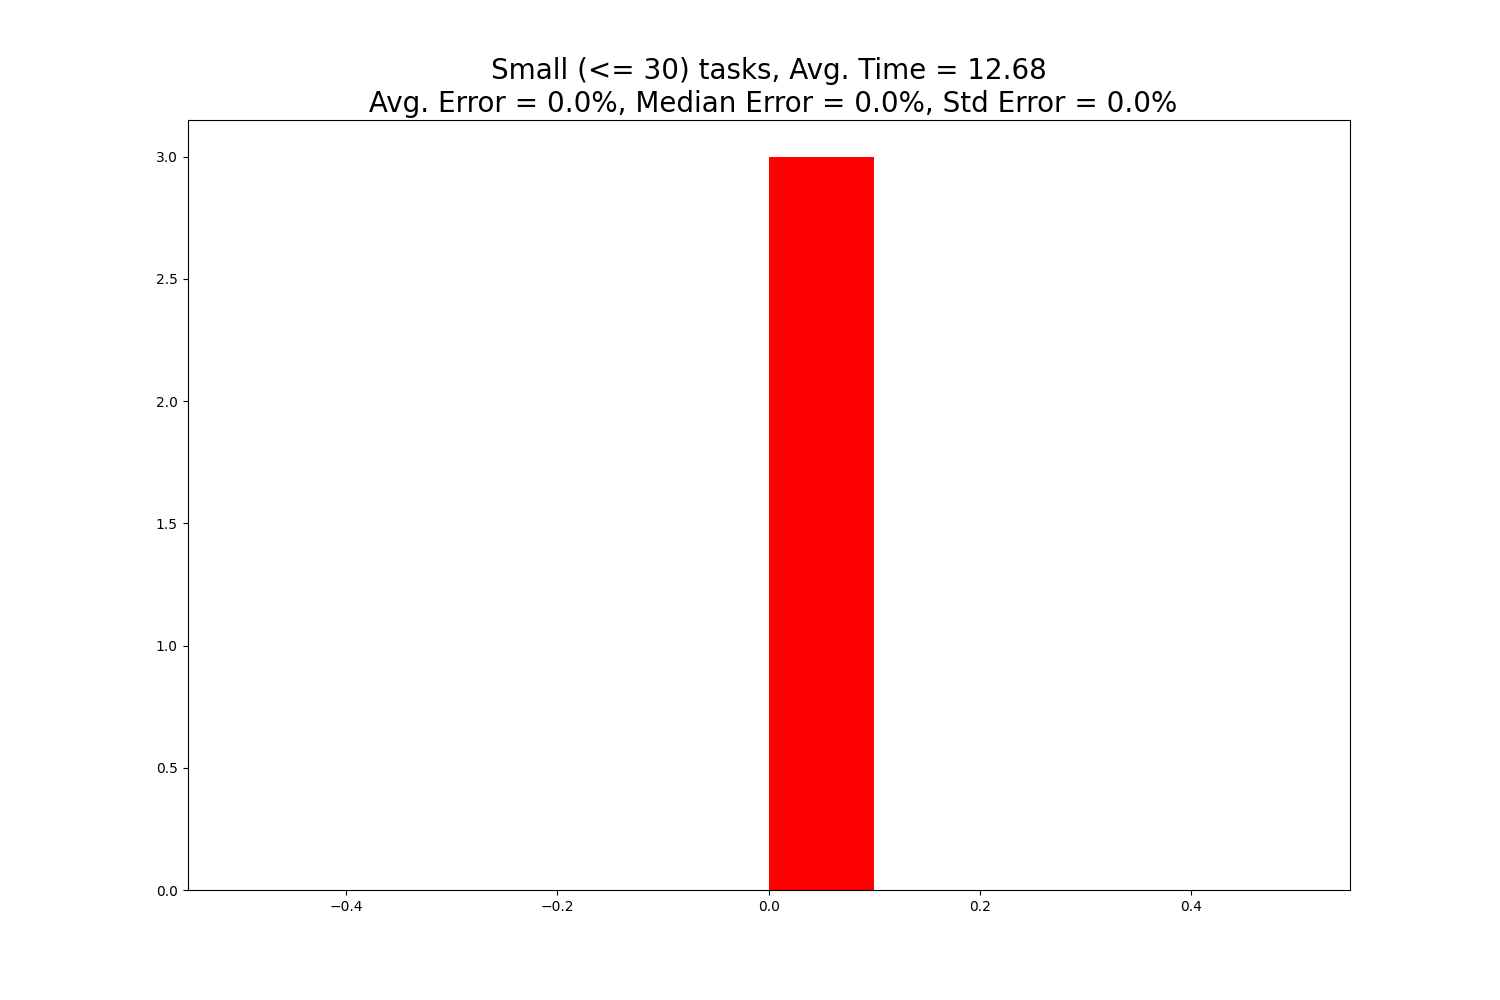 Small (<= 30) tasks, Avg. Time = 12.68
Avg. Error = 0.0%, Median Error = 0.0%, Std Error = 0.0%
3.0
2.5
2.0
1.5
1.0
0.5
0.0
−0.4 −0.2 0.0 0.2 0.4